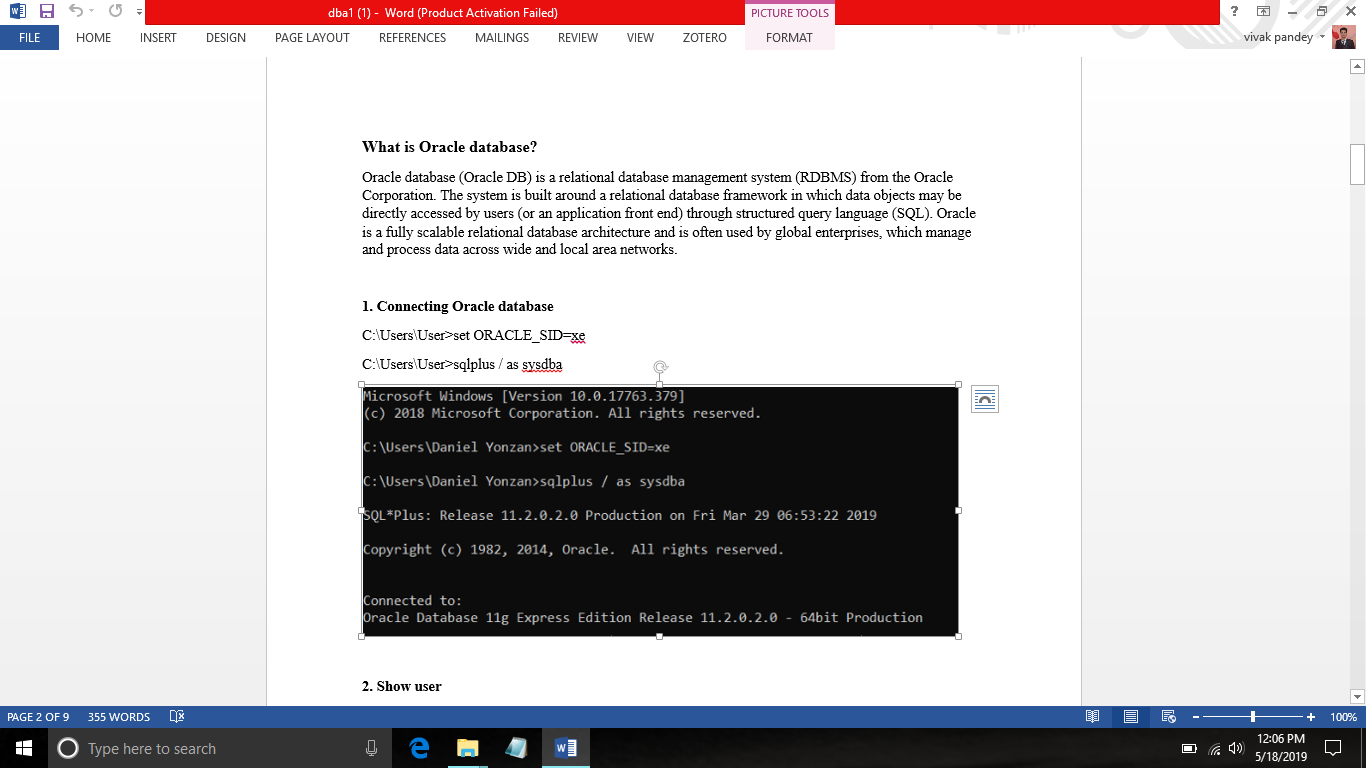 dba1 (1) - Word (Product Activation Failed)
PICTURE TOOLS
?
FILE
HOME
INSERT
DESIGN
PAGE LAYOUT
REFERENCES
MAILINGS
REVIEW
VIEW
ZOTERO
FORMAT
vivak pandey
What is Oracle database?
Oracle database (Oracle DB) is a relational database management system (RDBMS) from the Oracle
Corporation. The system is built around a relational database framework in which data objects may be
directly accessed by users (or an application front end) through structured query language (SQL). Oracle
is a fully scalable relational database architecture and is often used by global enterprises, which manage
and process data across wide and local area networks.
1. Connecting Oracle database
C:\Users\User>set ORACLE_SID=xe
C:\Users\User>sqlplus / as sysdba
Microsoft Windows [Version 10.0.17763.379]
(c) 2018 Microsoft Corporation. All rights reserved.
C:\Users\Daniel Yonzan>set ORACLE_SID=xe
C:\Users\Daniel Yonzan>sqlplus / as sysdba
SQL*Plus: Release 11.2.0.2.0 Production on Fri Mar 29 06:53:22 2019
Copyright (c) 1982, 2014, Oracle.  All rights reserved.
Connected to:
Oracle Database 11g Express Edition Release 11.2.0.2.0 - 64bit Production
2. Show user
PAGE 2 OF 9
355 WORDS
100%
Type here to search
12:06 PM
5/18/2019